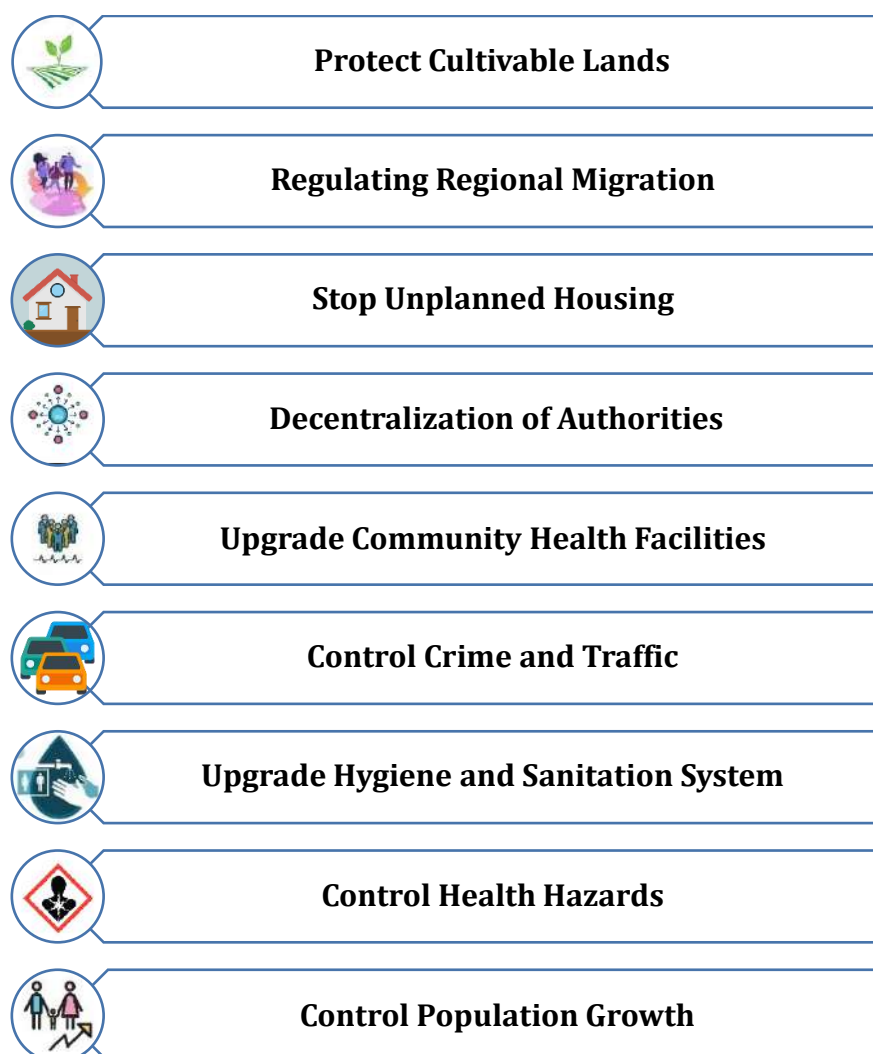 Protect Cultivable Lands
Regulating Regional Migration
Stop Unplanned Housing
Decentralization of Authorities
Upgrade Community Health Facilities
Control Crime and Traffic
Upgrade Hygiene and Sanitation System
Control Health Hazards
Control Population Growth